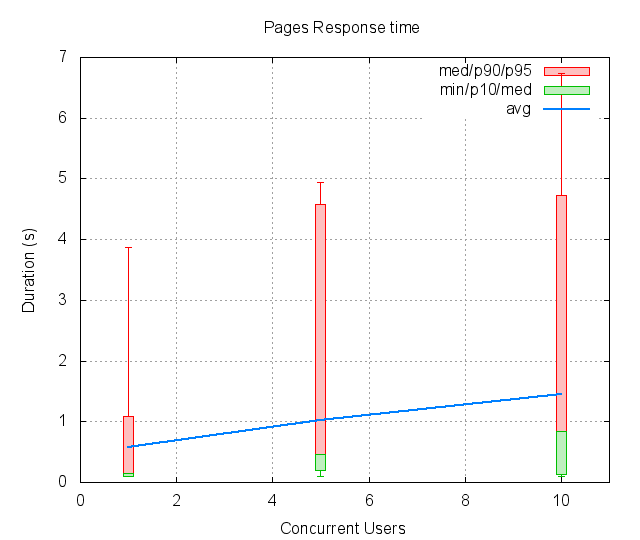 Pages Response time
7
6
5
4
3
2
1
0
Duration (s)
med/p90/p95
min/p10/med
avg
0 2 4 6 8 10
Concurrent Users